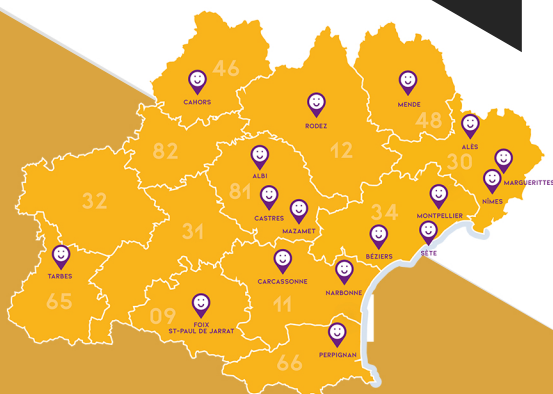 46
CAHORS
RODEZ
MENDE
48
ALÈS
82
ALBI
12
30
MARGUERITTES
81
NÎMES
32
CASTRES
34
MONTPELLIER
31
MAZAMET
SÈTE
BÉZIERS
TARBES
CARCASSONNE
NARBONNE
65
09
11
FOIX
ST-PAUL DE JARRAT
PERPIGNAN
66